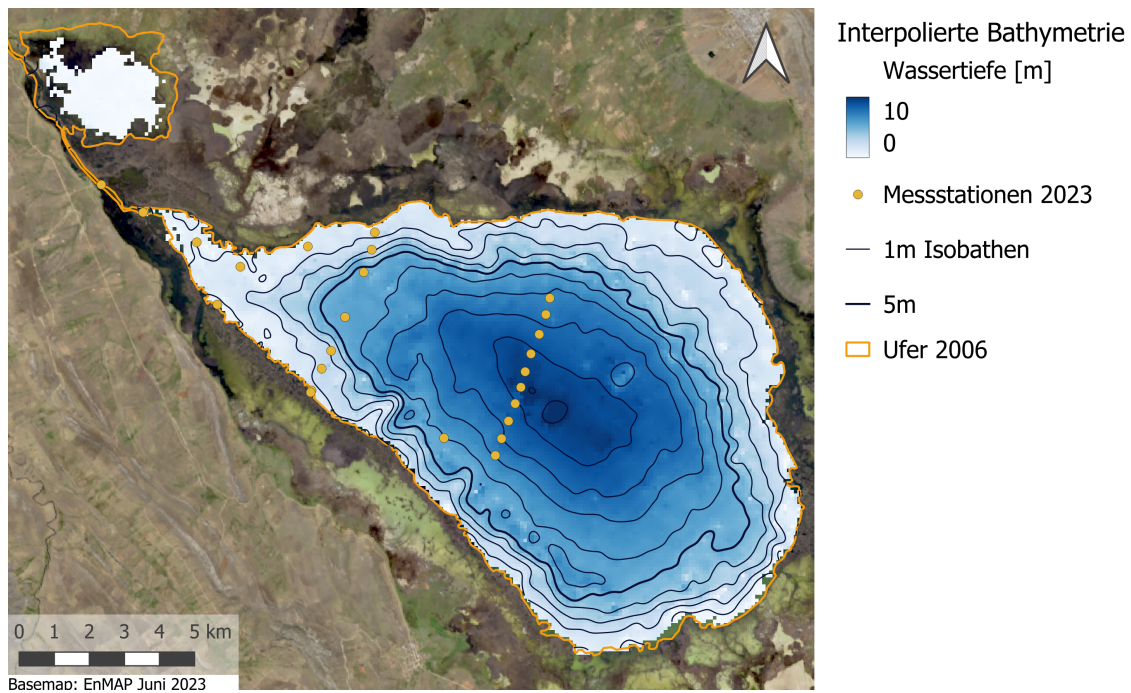 Interpolierte Bathymetrie
Wassertiefe [m]
10
0
Messstationen 2023
1m Isobathen
5m
Ufer 2006
0 1 2 3 4 5 km
Basemap: EnMAP Juni 2023